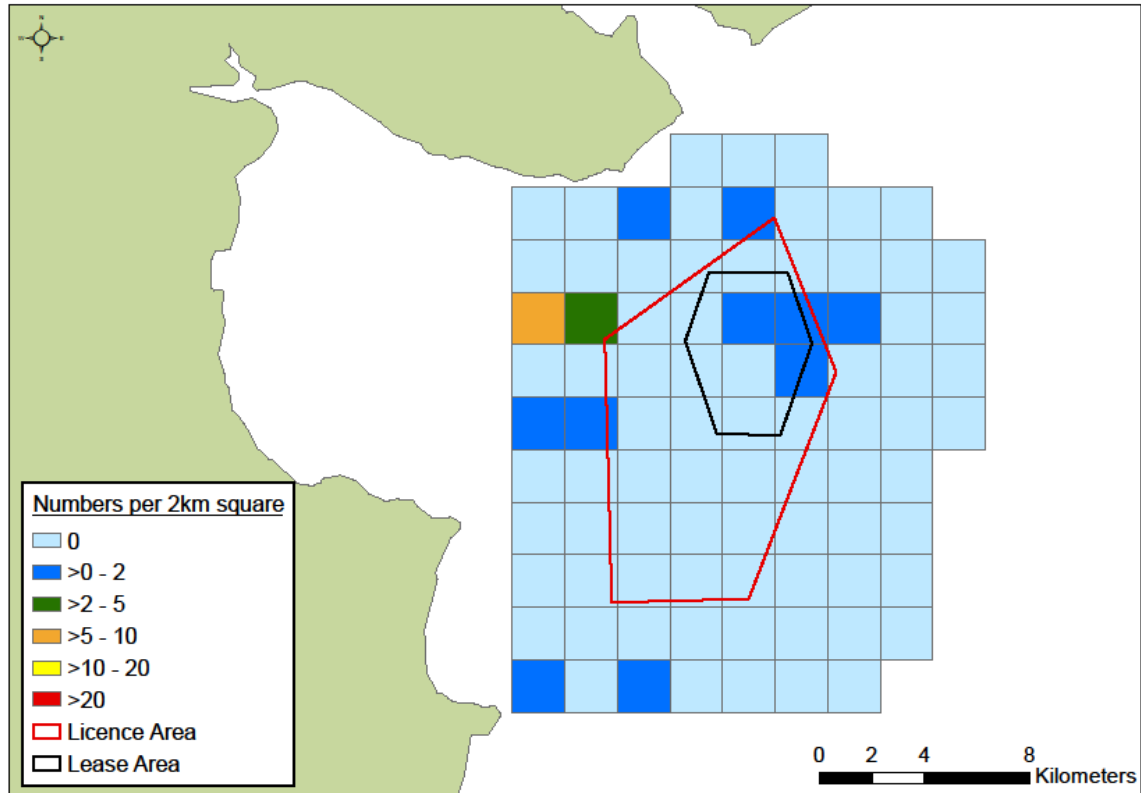 N
E
S
Numbers per 2km square
0
>0 - 2
>2 - 5
>5 - 10
>10 - 20
>20
Licence Area
Lease Area
0 2 4 8
Kilometers